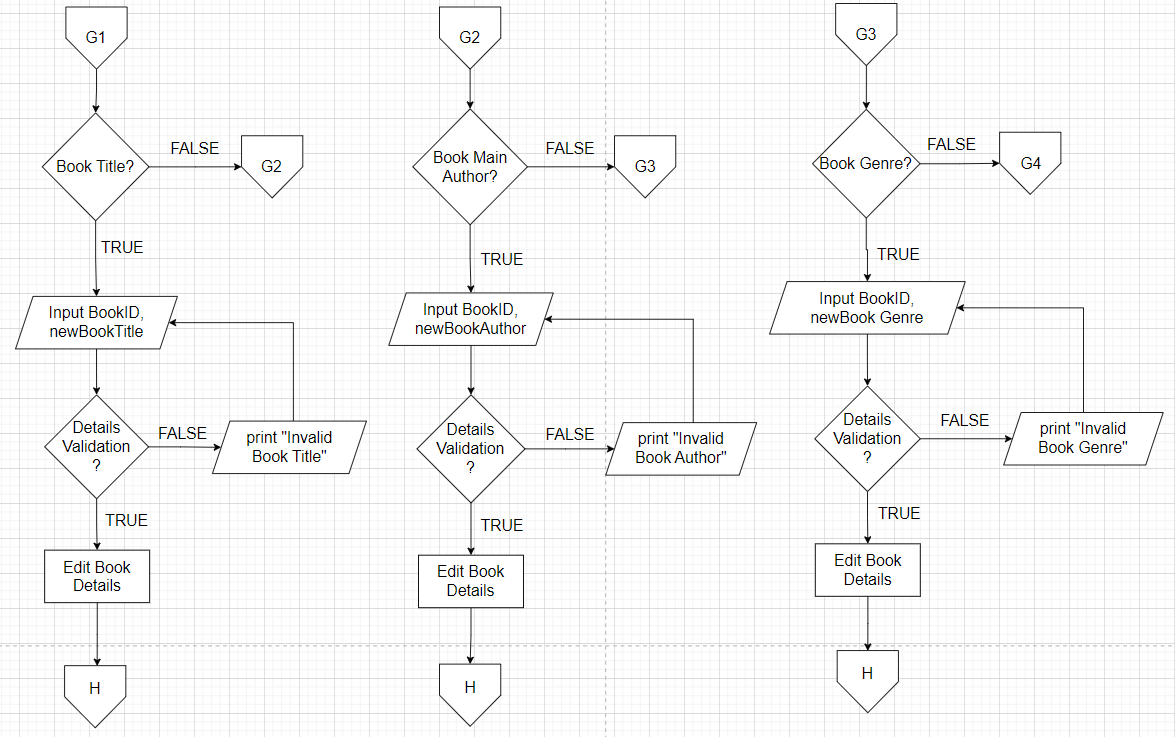 G1
Book Title?
FALSE
G2
TRUE
Input BookID,
newBookTitle
Details
Validation
?
FALSE
print "Invalid
Book Title"
TRUE
Edit Book
Details
H
G2
Book Main
Author?
FALSE
G3
TRUE
Input BookID,
newBookAuthor
Details
Validation
?
FALSE
print "Invalid
Book Author"
TRUE
Edit Book
Details
H
G3
Book Genre?
FALSE
G4
TRUE
Input BookID,
newBook Genre
Details
Validation
?
FALSE
print "Invalid
Book Genre"
TRUE
Edit Book
Details
H